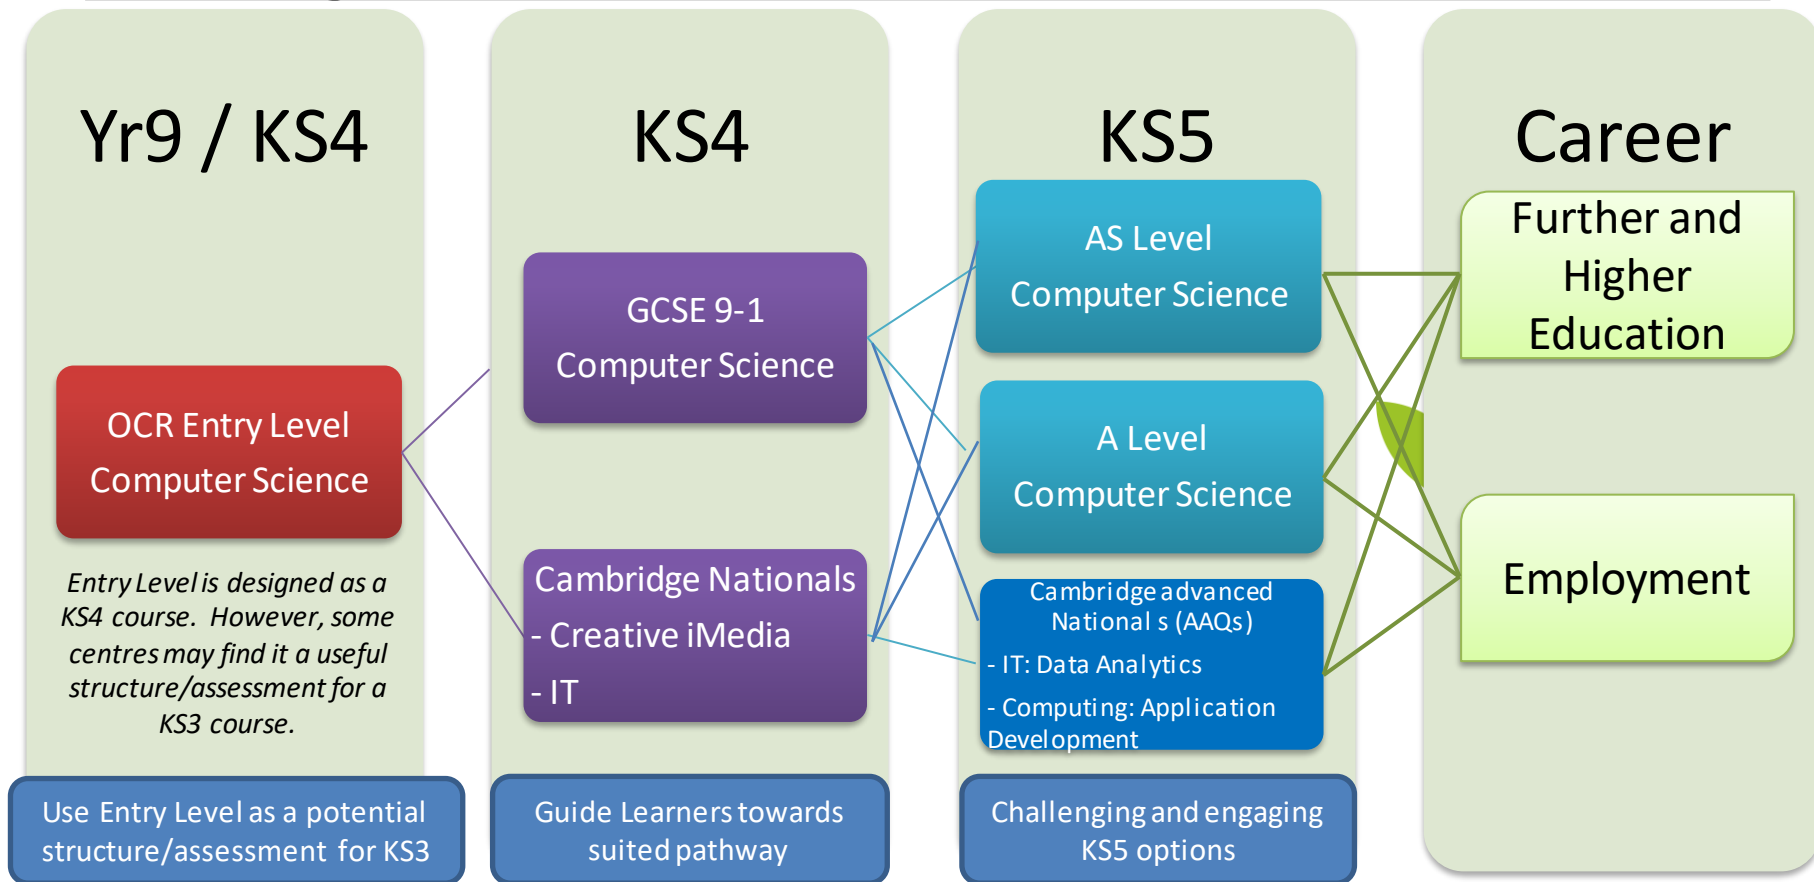 Yr9 / KS4
OCR Entry Level
Computer Science
Entry Level is designed as a
KS4 course. However, some
centres may find it a useful
structure/assessment for a
KS3 course.
Use Entry Level as a potential
structure/assessment for KS3
KS4
GCSE 9-1
Computer Science
Cambridge Nationals
- Creative iMedia
- IT
Guide Learners towards
suited pathway
KS5
AS Level
Computer Science
A Level
Computer Science
Cambridge advanced
National s (AAQs)
- IT: Data Analytics
- Computing: Application
Development
Challenging and engaging
KS5 options
Career
Further and
Higher
Education
Employment